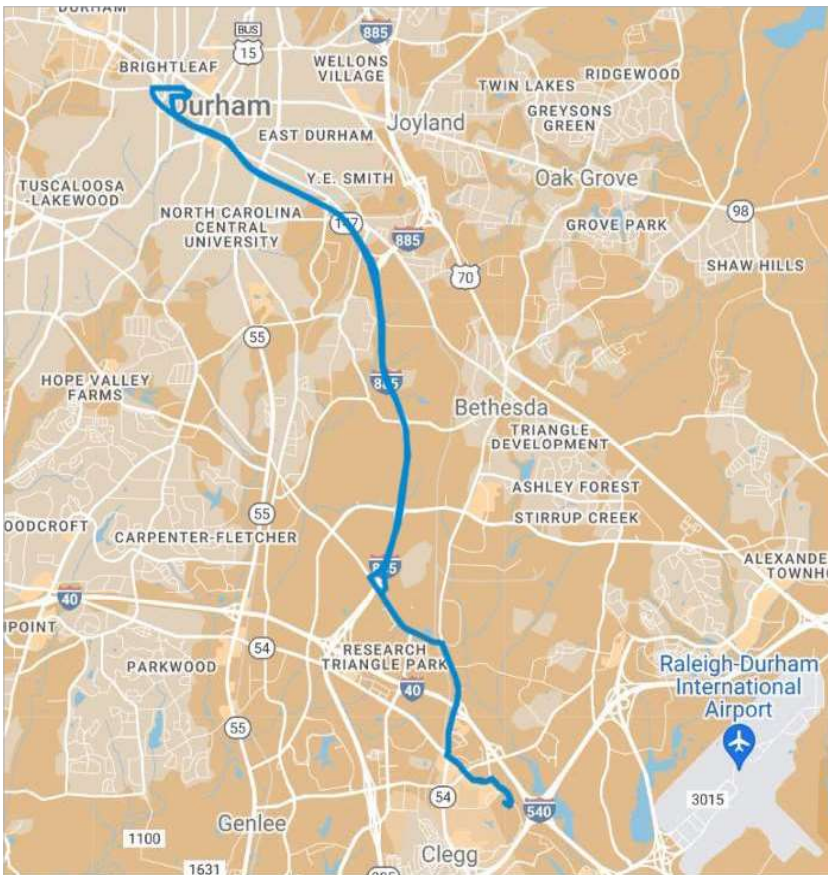 DURHAM
BUS
15
885
WELLONS
VILLAGE
BRIGHTLEAF
RIDGEWOOD
TWIN LAKES
GREYSONS
GREEN
Durham
Joyland
EAST DURHAM
Y.E. SMITH
Oak Grove
TUSCALOOSA
-LAKEWOOD
NORTH CAROLINA
CENTRAL
UNIVERSITY
147
98
GROVE PARK
885
SHAW HILLS
70
55
885
HOPE VALLEY
FARMS
Bethesda
TRIANGLE
DEVELOPMENT
ASHLEY FOREST
55
STIRRUP CREEK
OODCROFT
CARPENTER-FLETCHER
ALEXANDE
TOWNHO
885
40
NPOINT
54
RESEARCH
TRIANGLE PARK
PARKWOOD
40
Raleigh-Durham
International
Airport
55
54
540
3015
Genlee
1100
Clegg
1631